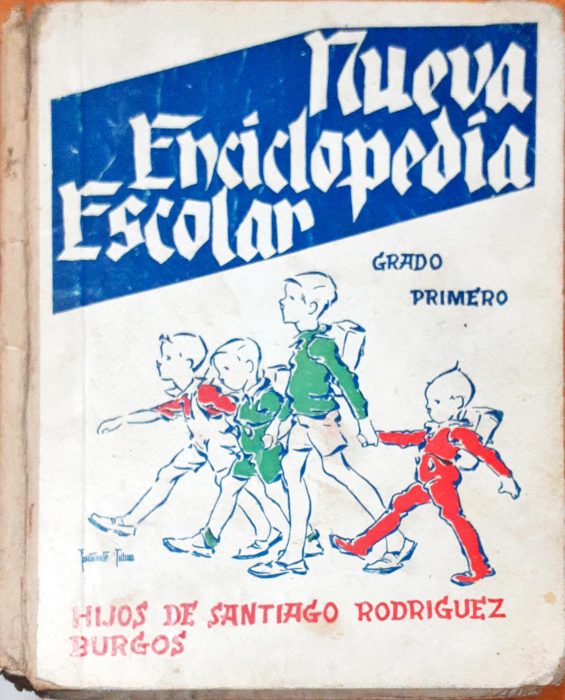 Nueva
Enciclopedia
Escolar
GRADO
PRIMERO
HIJOS DE SANTIAGO RODRIGUEZ
BURGOS